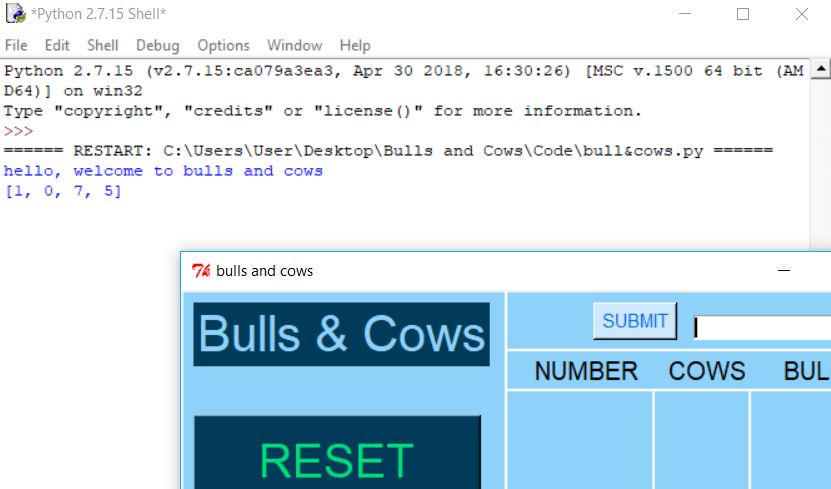 *Python 2.7.15 Shell*
File Edit Shell Debug Options Window Help
Python 2.7.15 (v2.7.15:ca079a3ea3, Apr 30 2018, 16:30:26) [MSC v.1500 64 bit (AM
D64)] on win32
Type "copyright", "credits" or "license()" for more information.
>>>
====== RESTART: C:\Users\User\Desktop\Bulls and Cows\Code\bull&cows.py ======
hello, welcome to bulls and cows
[1, 0, 7, 5]
bulls and cows
Bulls & Cows
SUBMIT
NUMBER COWS BUL
RESET